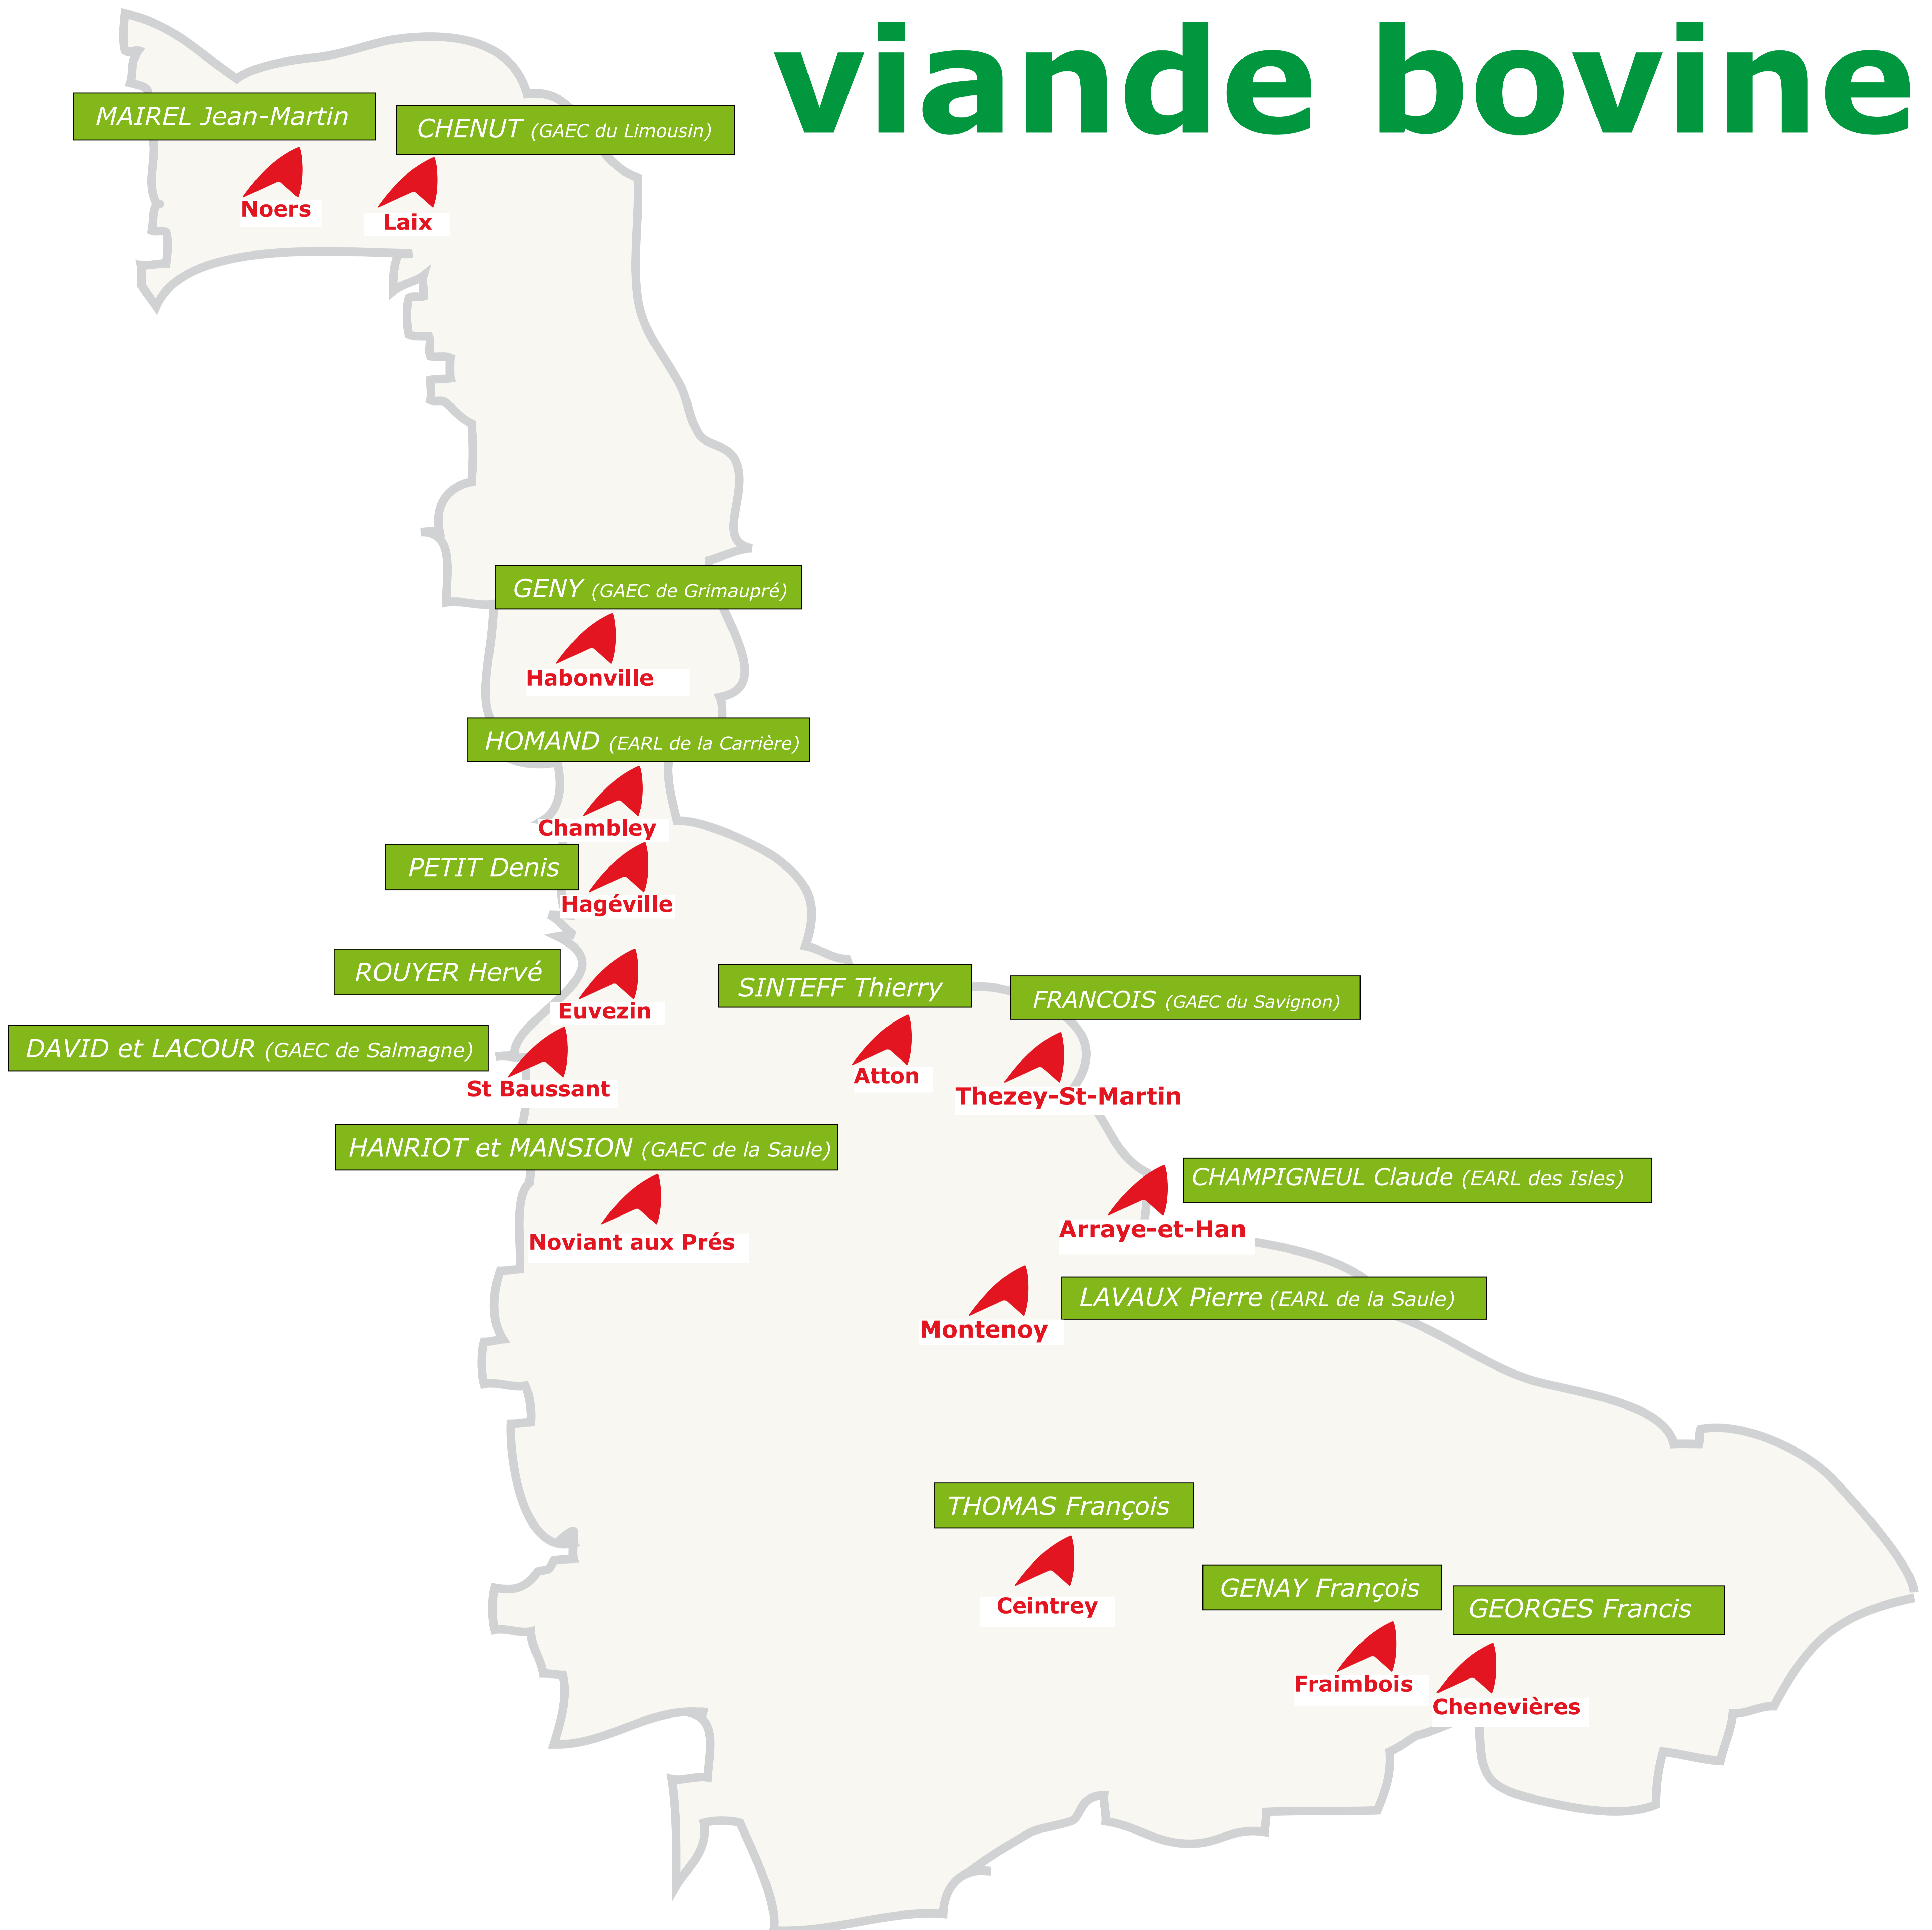 viande bovine
MAIREL Jean-Martin
CHENUT (GAEC du Limousin)
Noers
Laix
GENY (GAEC de Grimaupré)
Habonville
HOMAND (EARL de la Carrière)
Chambley
PETIT Denis
Hagéville
ROUYER Hervé
Euvezin
SINTEFF Thierry
FRANCOIS (GAEC du Savignon)
DAVID et LACOUR (GAEC de Salmagne)
St Baussant
Atton
Thezey-St-Martin
HANRIOT et MANSION (GAEC de la Saule)
Noviant aux Prés
CHAMPIGNEUL Claude (EARL des Isles)
Arraye-et-Han
LAVAUX Pierre (EARL de la Saule)
Montenoy
THOMAS François
Ceintrey
GENAY François
GEORGES Francis
Fraimbois
Chenevières